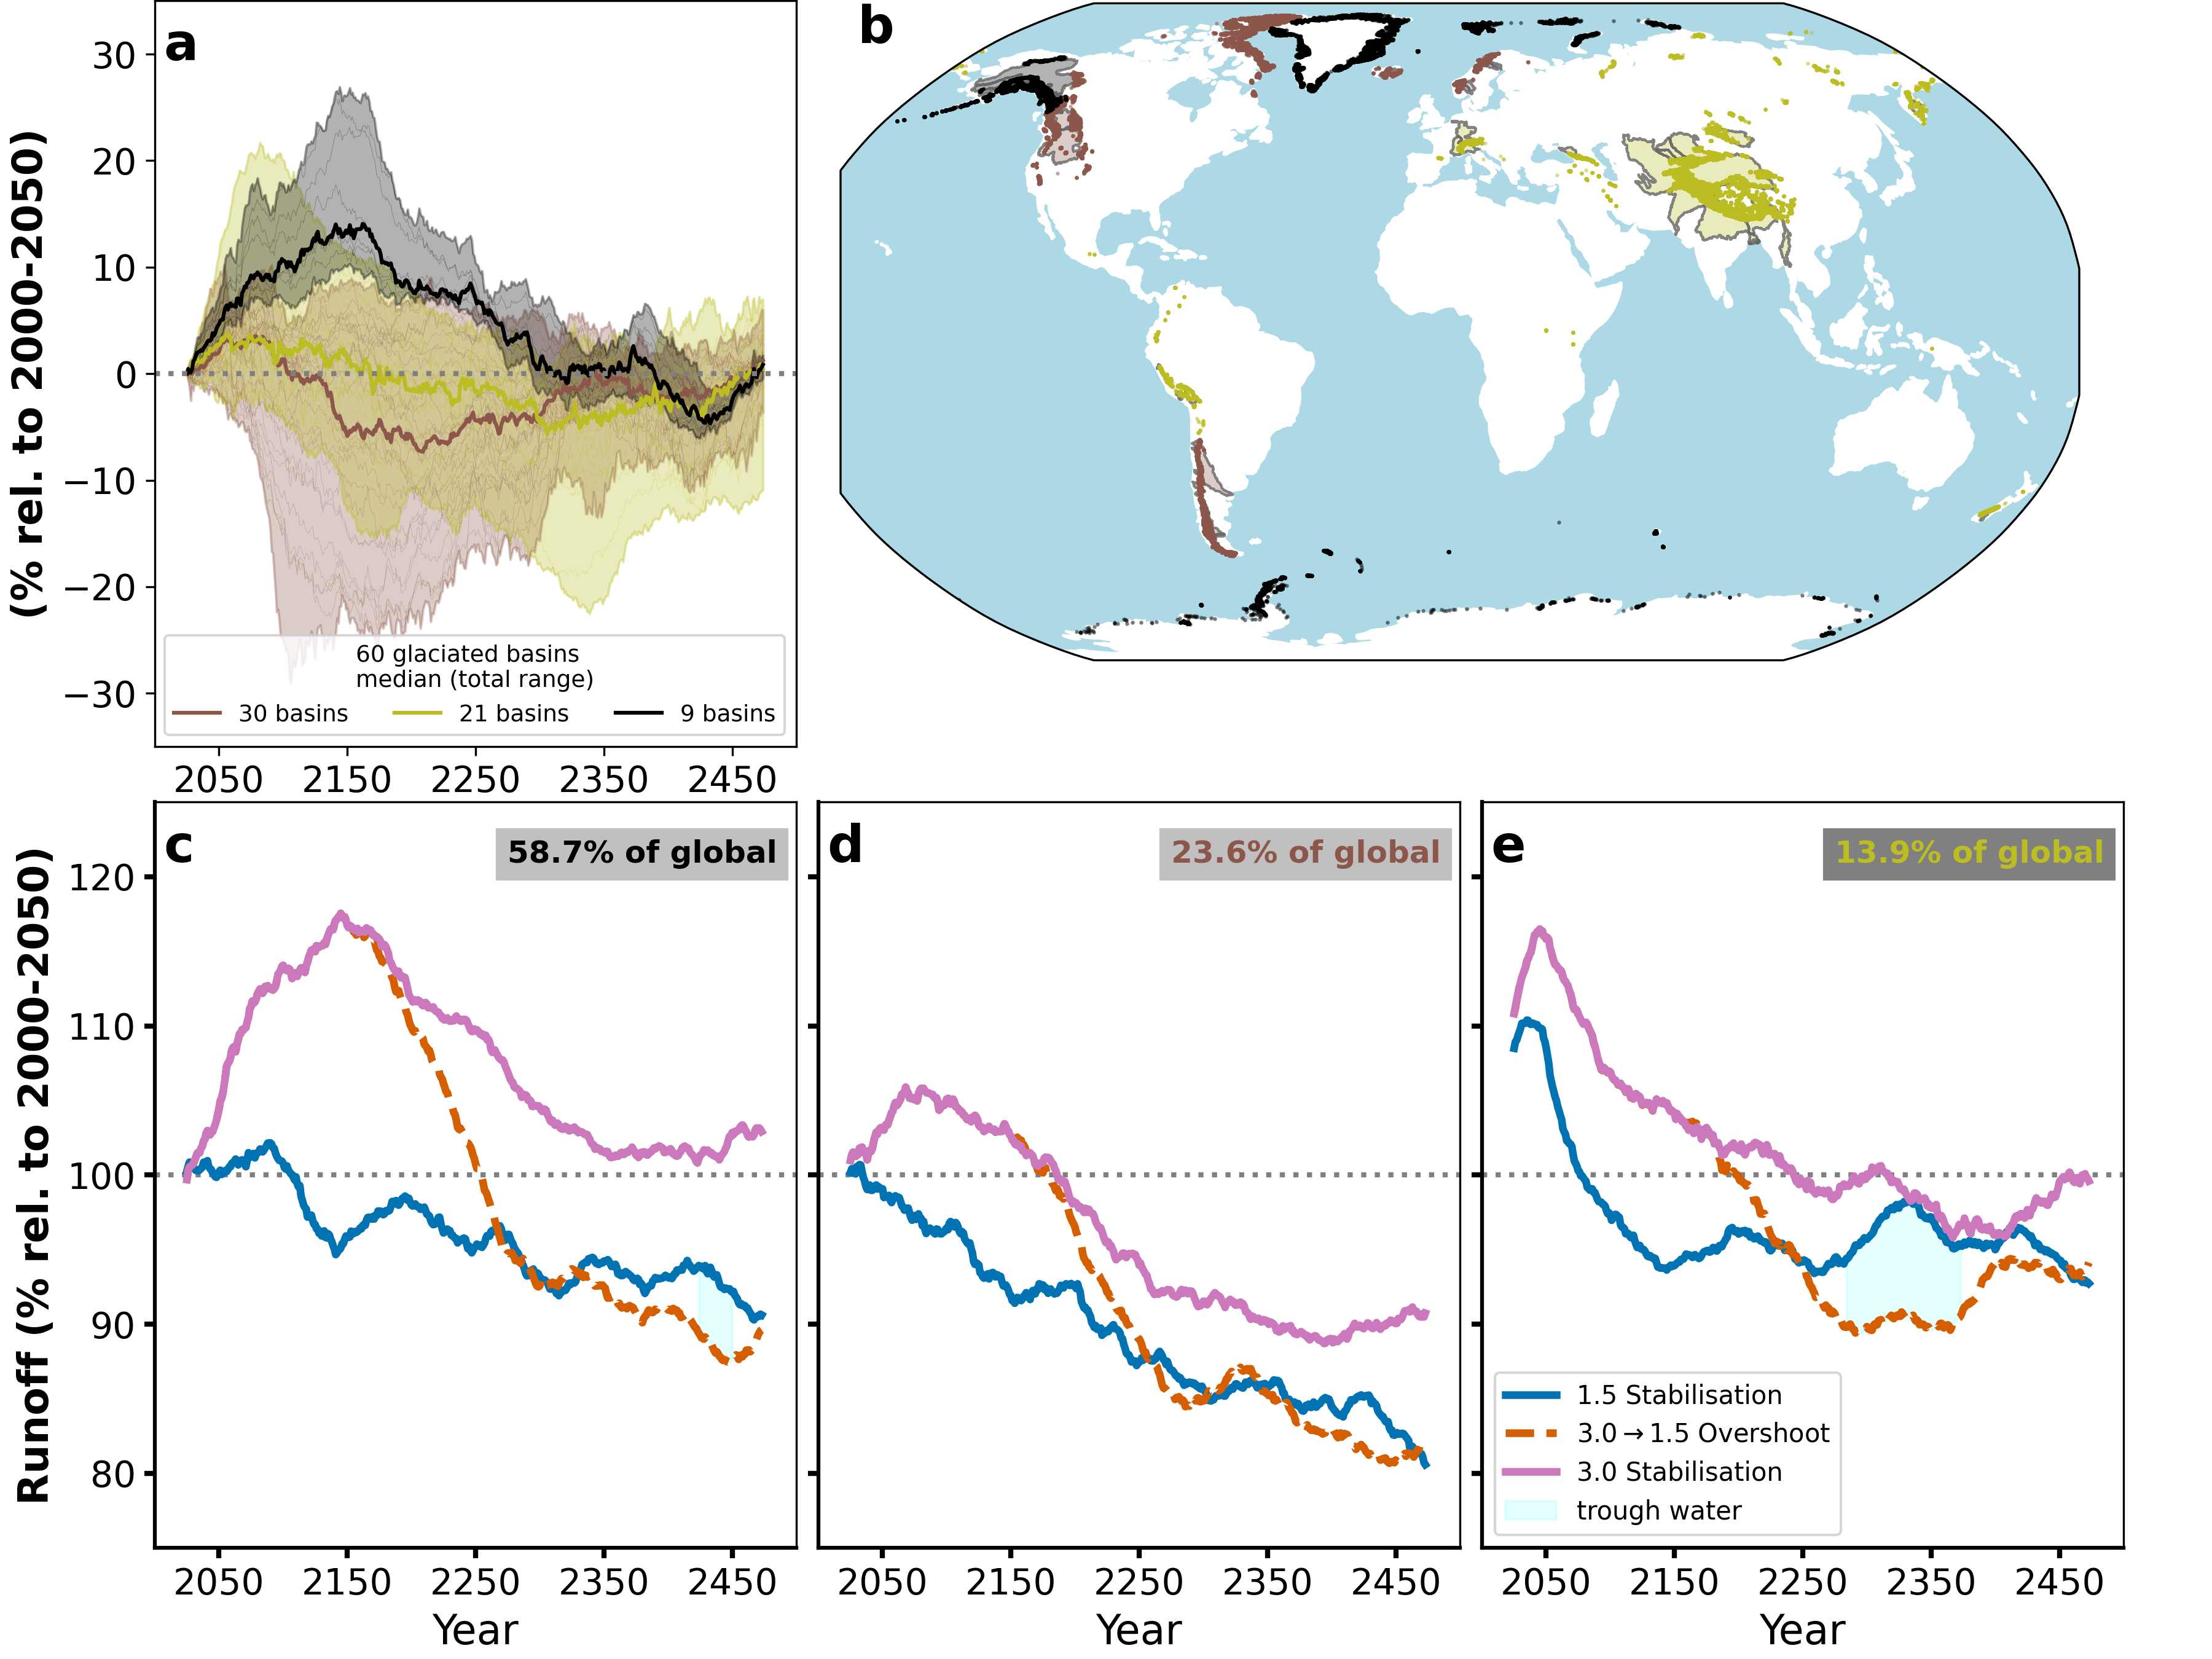 a
(% rel. to 2000-2050)
30
20
10
0
−10
−20
−30
60 glaciated basins
median (total range)
30 basins
21 basins
9 basins
2050
2150
2250
2350
2450
b
c
58.7% of global
Runoff (% rel. to 2000-2050)
120
110
100
90
80
2050
2150
2250
2350
2450
Year
d
23.6% of global
2050
2150
2250
2350
2450
Year
e
13.9% of global
1.5 Stabilisation
3.0→1.5 Overshoot
3.0 Stabilisation
trough water
2050
2150
2250
2350
2450
Year